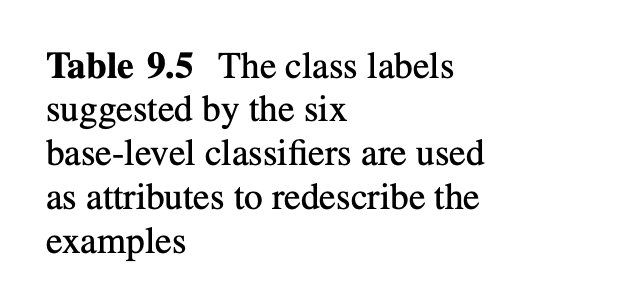 Table 9.5 The class labels
suggested by the six
base-level classifiers are used
as attributes to redescribe the
examples